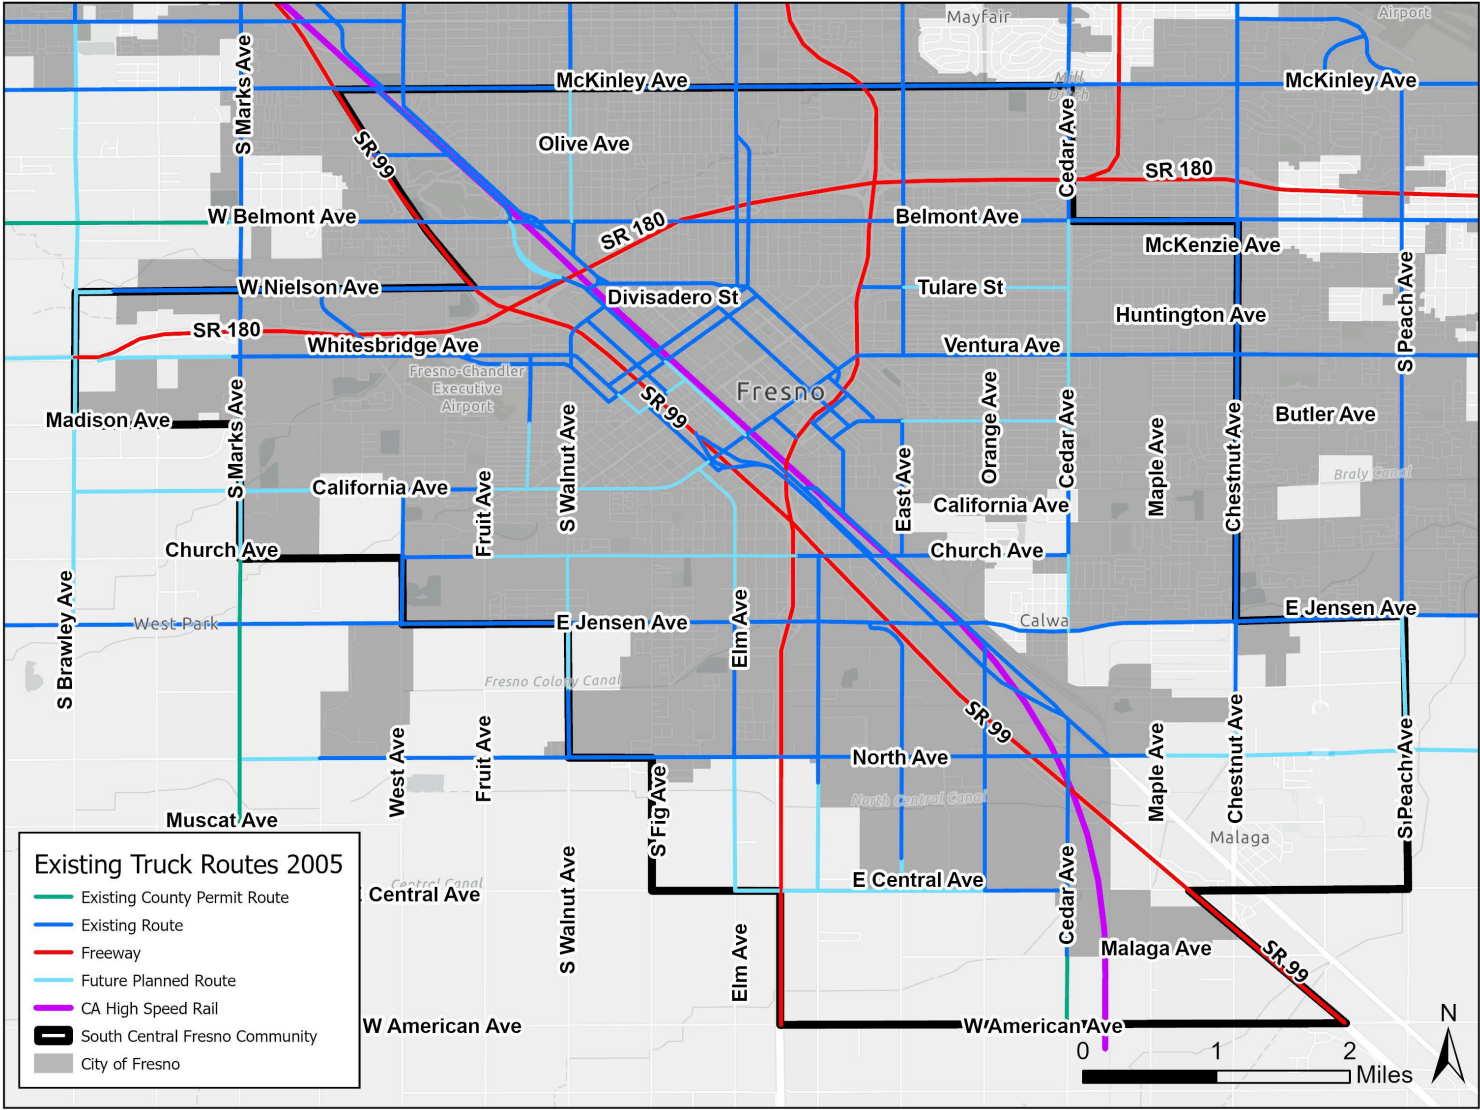 Mayfair
Airport
S Marks Ave
McKinley Ave
McKinley Ave
Mill
Ditch
Cedar Ave
SR 99
Olive Ave
SR 180
W Belmont Ave
SR 180
Belmont Ave
McKenzie Ave
W Nielson Ave
Divisadero St
Tulare St
S Peach Ave
Huntington Ave
SR 180
Whitesbridge Ave
Ventura Ave
Fresno-Chandler
Executive
Airport
SR 99
Fresno
Orange Ave
Cedar Ave
Butler Ave
Madison Ave
S Marks Ave
S Walnut Ave
East Ave
Maple Ave
Chestnut Ave
Braly Canal
California Ave
Fruit Ave
California Ave
Church Ave
Church Ave
S Brawley Ave
West Park
E Jensen Ave
Elm Ave
Calwa
E Jensen Ave
Fresno Colony Canal
SR 99
West Ave
Fruit Ave
North Ave
Maple Ave
Chestnut Ave
S Peach Ave
S Fig Ave
North Central Canal
Muscat Ave
Malaga
Existing Truck Routes 2005
Existing County Permit Route
Existing Route
Freeway
Future Planned Route
CA High Speed Rail
South Central Fresno Community
City of Fresno
Central Canal
E Central Ave
E Central Ave
S Walnut Ave
Elm Ave
Cedar Ave
Malaga Ave
SR 99
W American Ave
W American Ave
N
0 1 2
Miles